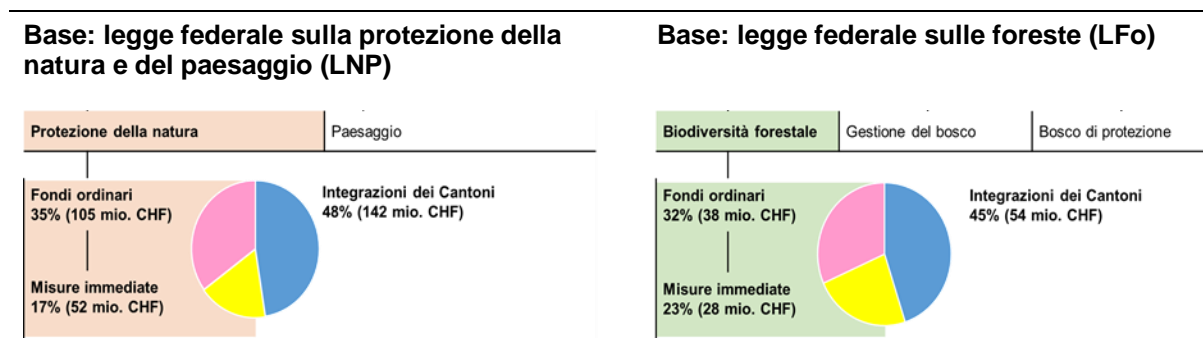 Base: legge federale sulla protezione della
natura e del paesaggio (LNP)
Protezione della natura
Paesaggio
Fondi ordinari
35% (105 mio. CHF)
Integrazioni dei Cantoni
48% (142 mio. CHF)
Misure immediate
17% (52 mio. CHF)
Base: legge federale sulle foreste (LFo)
Biodiversità forestale
Gestione del bosco
Bosco di protezione
Fondi ordinari
32% (38 mio. CHF)
Integrazioni dei Cantoni
45% (54 mio. CHF)
Misure immediate
23% (28 mio. CHF)